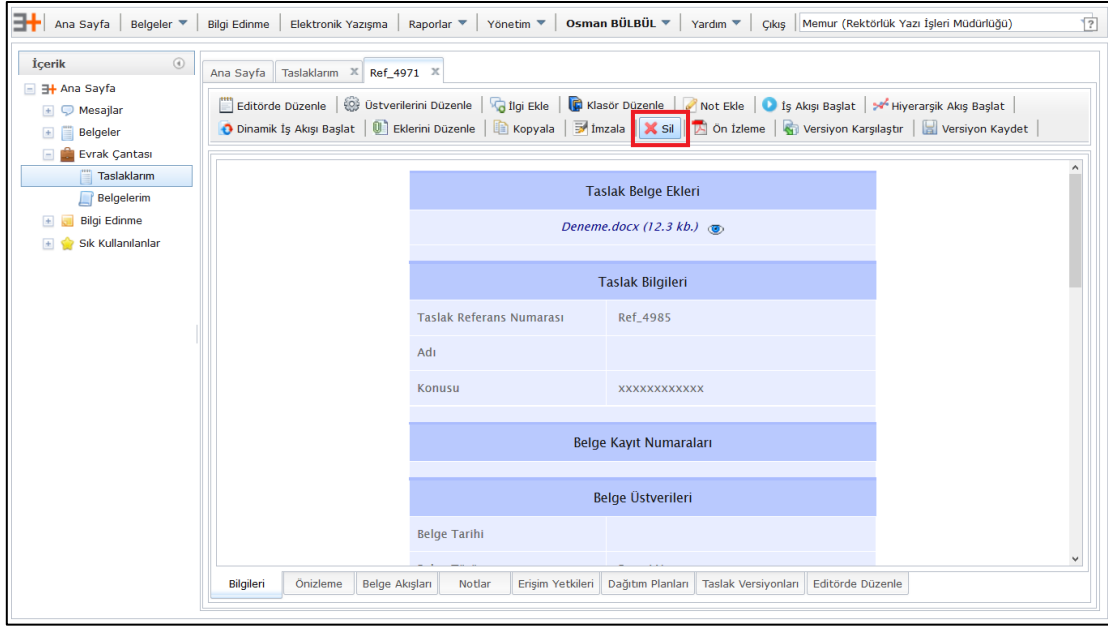 Ana Sayfa Belgeler Bilgi Edinme Elektronik Yazışma Raporlar Yönetim Osman BÜLBÜL Yardım Çıkış Memur (Rektörlük Yazı İşleri Müdürlüğü)
İçerik
Ana Sayfa
Mesajlar
Belgeler
Evrak Çantası
Taslaklarım
Belgelerim
Bilgi Edinme
Sık Kullanılanlar
Ana Sayfa Taslaklarım X Ref_4971 X
Editörde Düzenle Üstverilerini Düzenle İlgi Ekle Klasör Düzenle Not Ekle İş Akışı Başlat Hiyerarşik Akış Başlat
Dinamik İş Akışı Başlat Eklerini Düzenle Kopyala İmzala Sil Ön İzleme Versiyon Karşılaştır Versiyon Kaydet
Taslak Belge Ekleri
Deneme.docx (12.3 kb.)
Taslak Bilgileri
Taslak Referans Numarası Ref_4985
Adı
Konusu xxxxxxxxxxxx
Belge Kayıt Numaraları
Belge Üstverileri
Belge Tarihi
Bilgileri Önizleme Belge Akışları Notlar Erişim Yetkileri Dağıtım Planları Taslak Versiyonları Editörde Düzenle